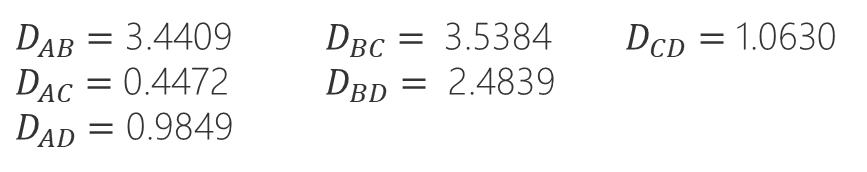 D_AB = 3.4409 D_BC = 3.5384 D_CD = 1.0630
D_AC = 0.4472 D_BD = 2.4839
D_AD = 0.9849